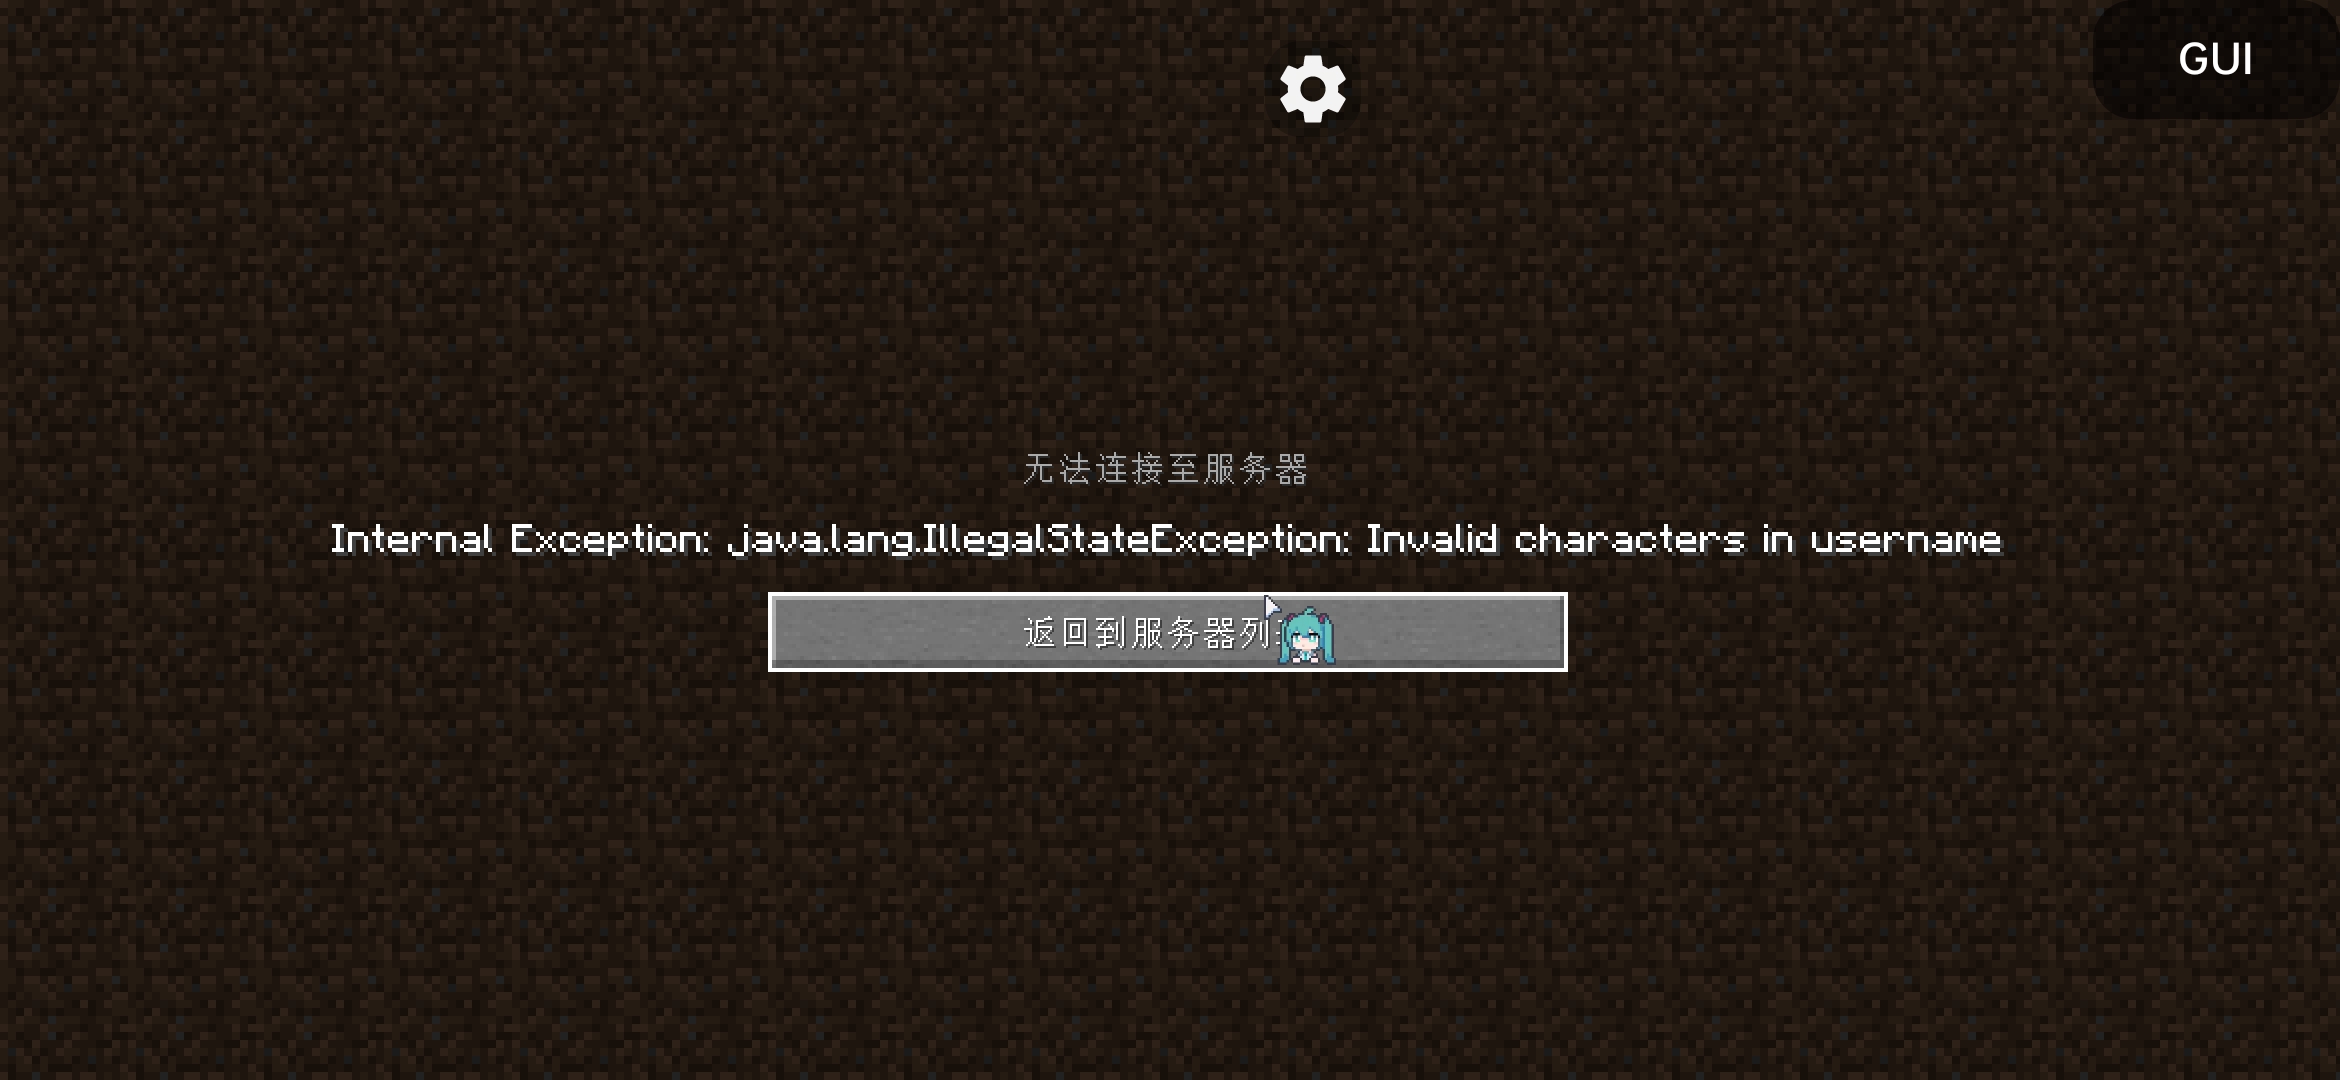 GUI
无法连接至服务器
Internal Exception: java.lang.IllegalStateException: Invalid characters in username
返回到服务器列